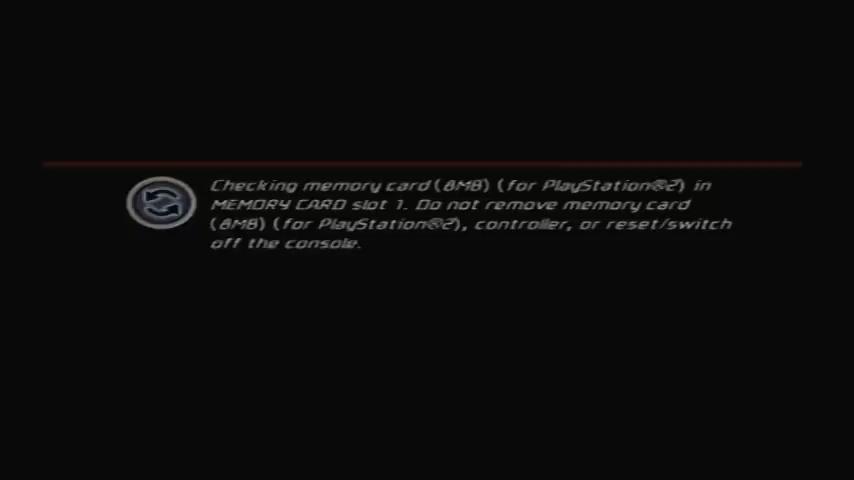 Checking memory card (8MB) (for PlayStation®2) in
MEMORY CARD slot 1. Do not remove memory card
(8MB) (for PlayStation®2), controller, or reset/switch
off the console.